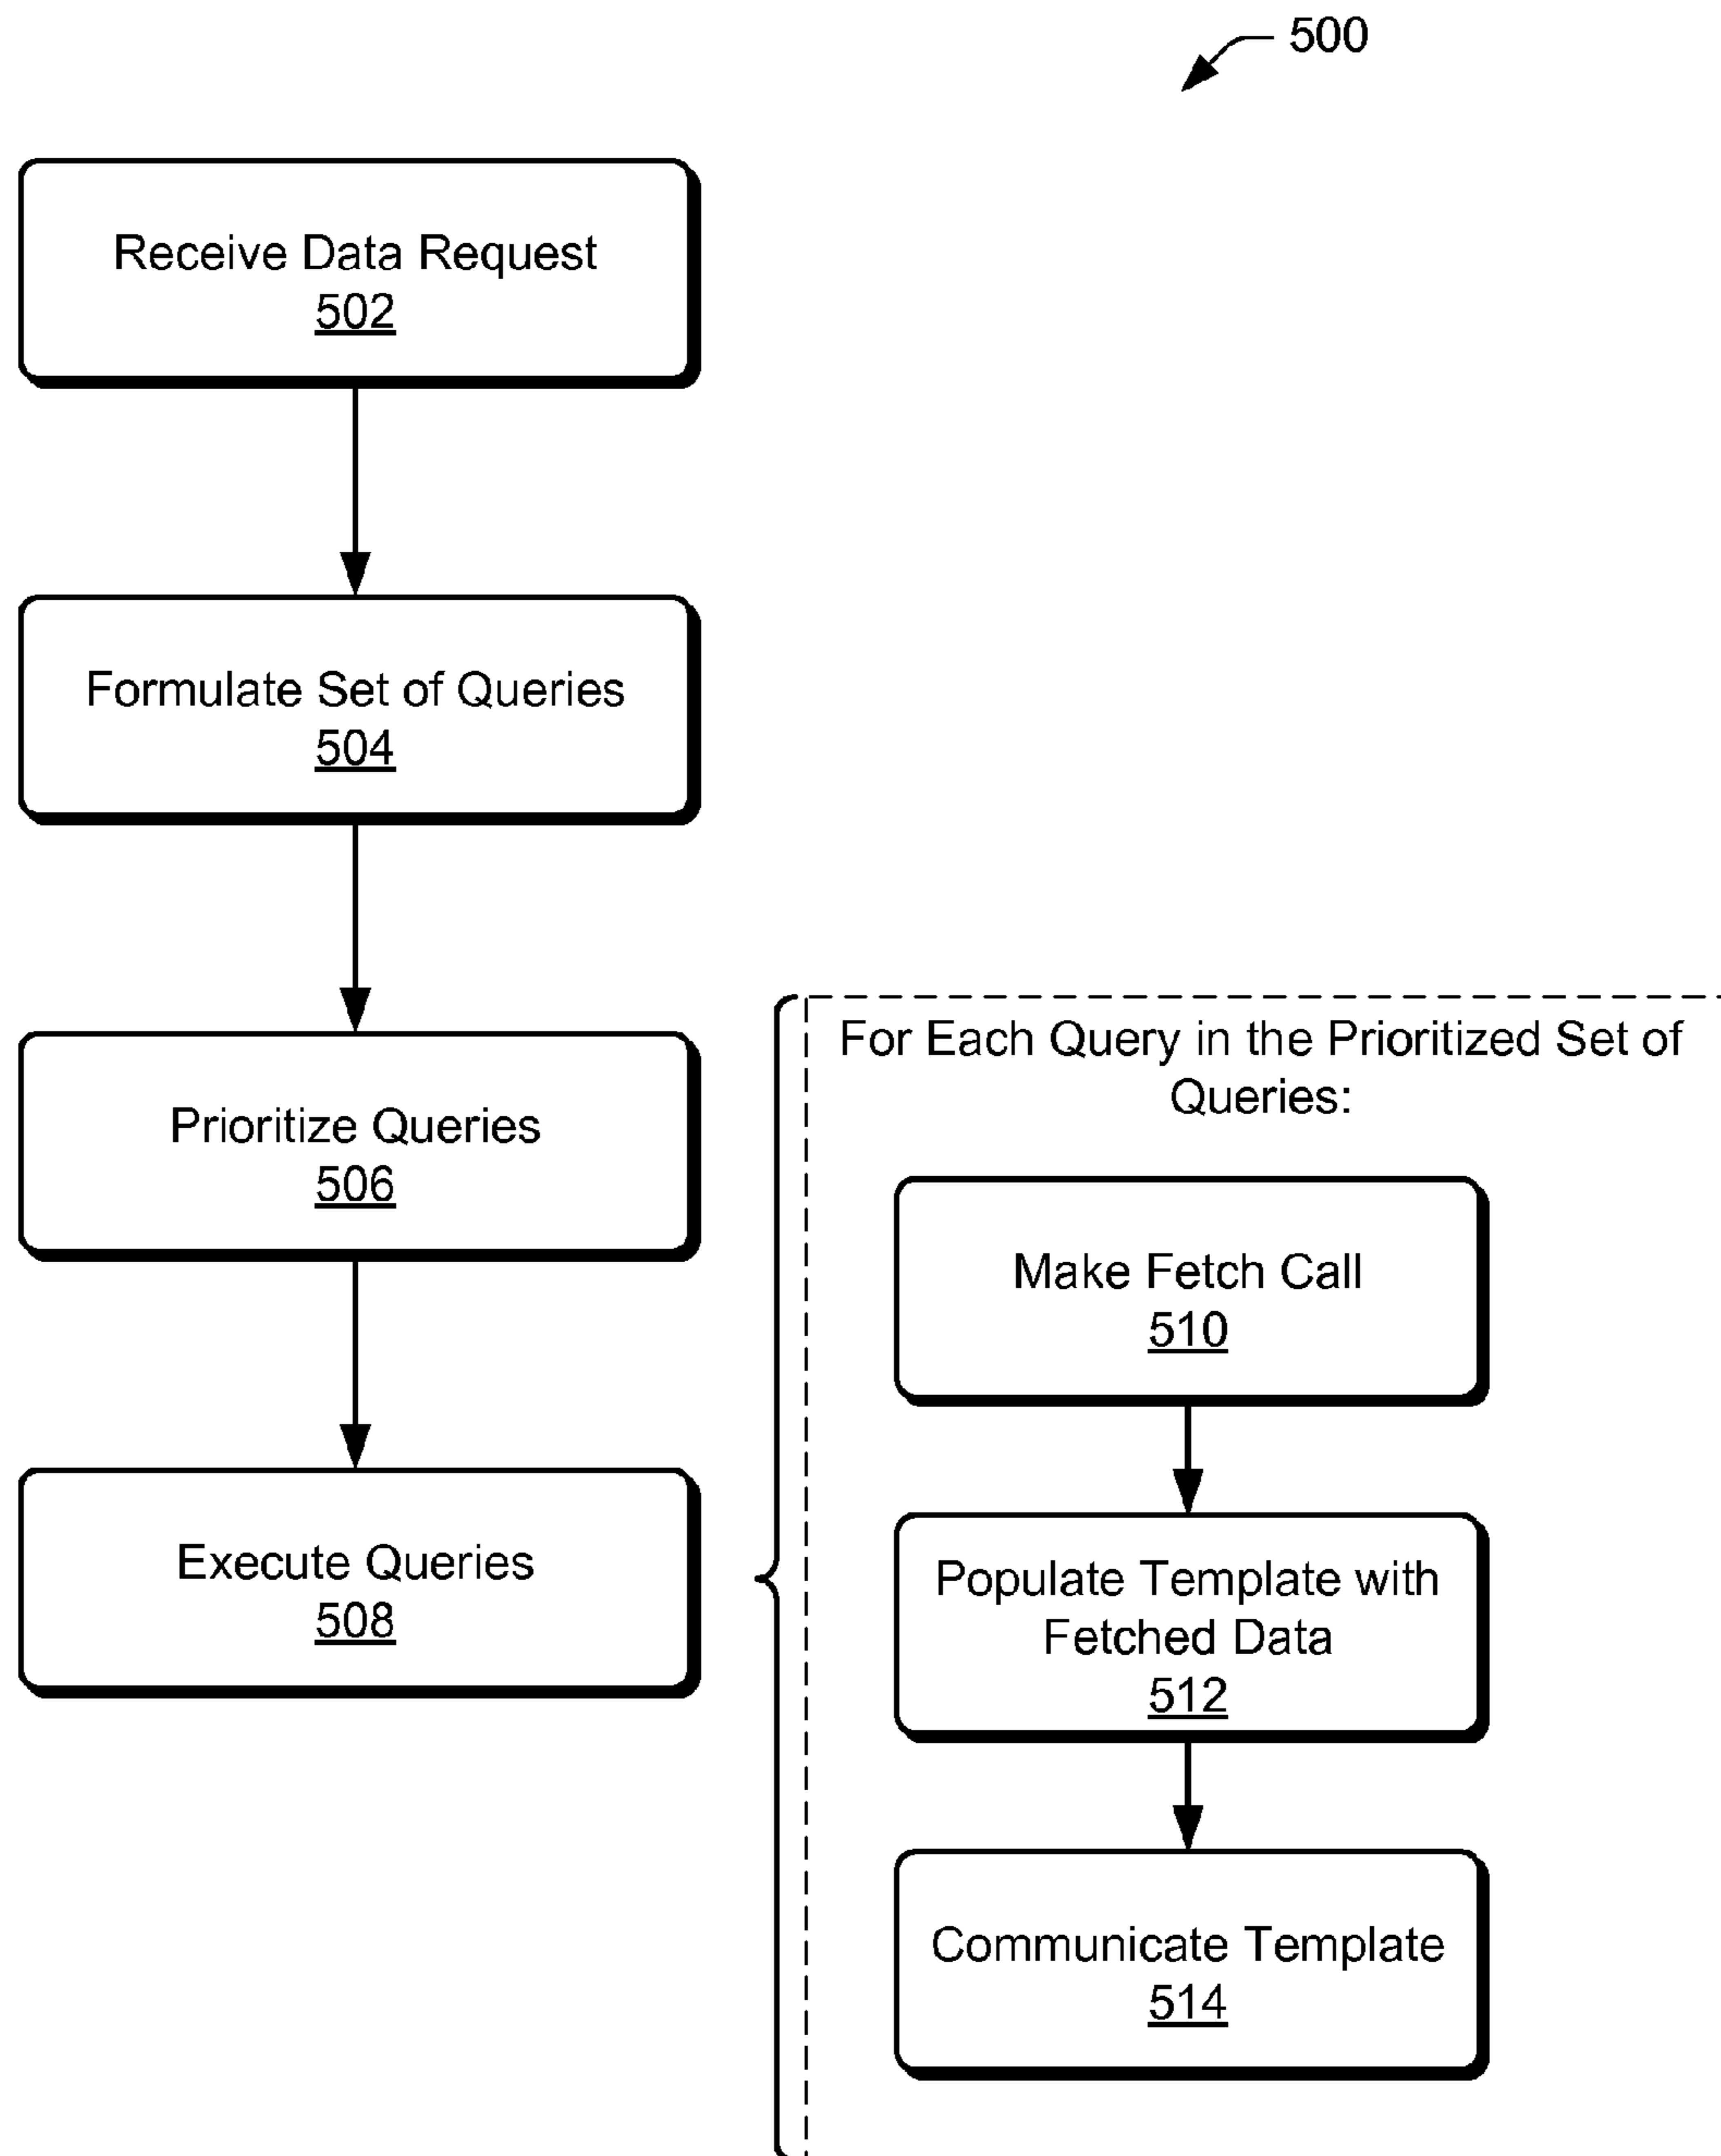 500
Receive Data Request
502
Formulate Set of Queries
504
Prioritize Queries
506
Execute Queries
508
For Each Query in the Prioritized Set of
Queries:
Make Fetch Call
510
Populate Template with
Fetched Data
512
Communicate Template
514